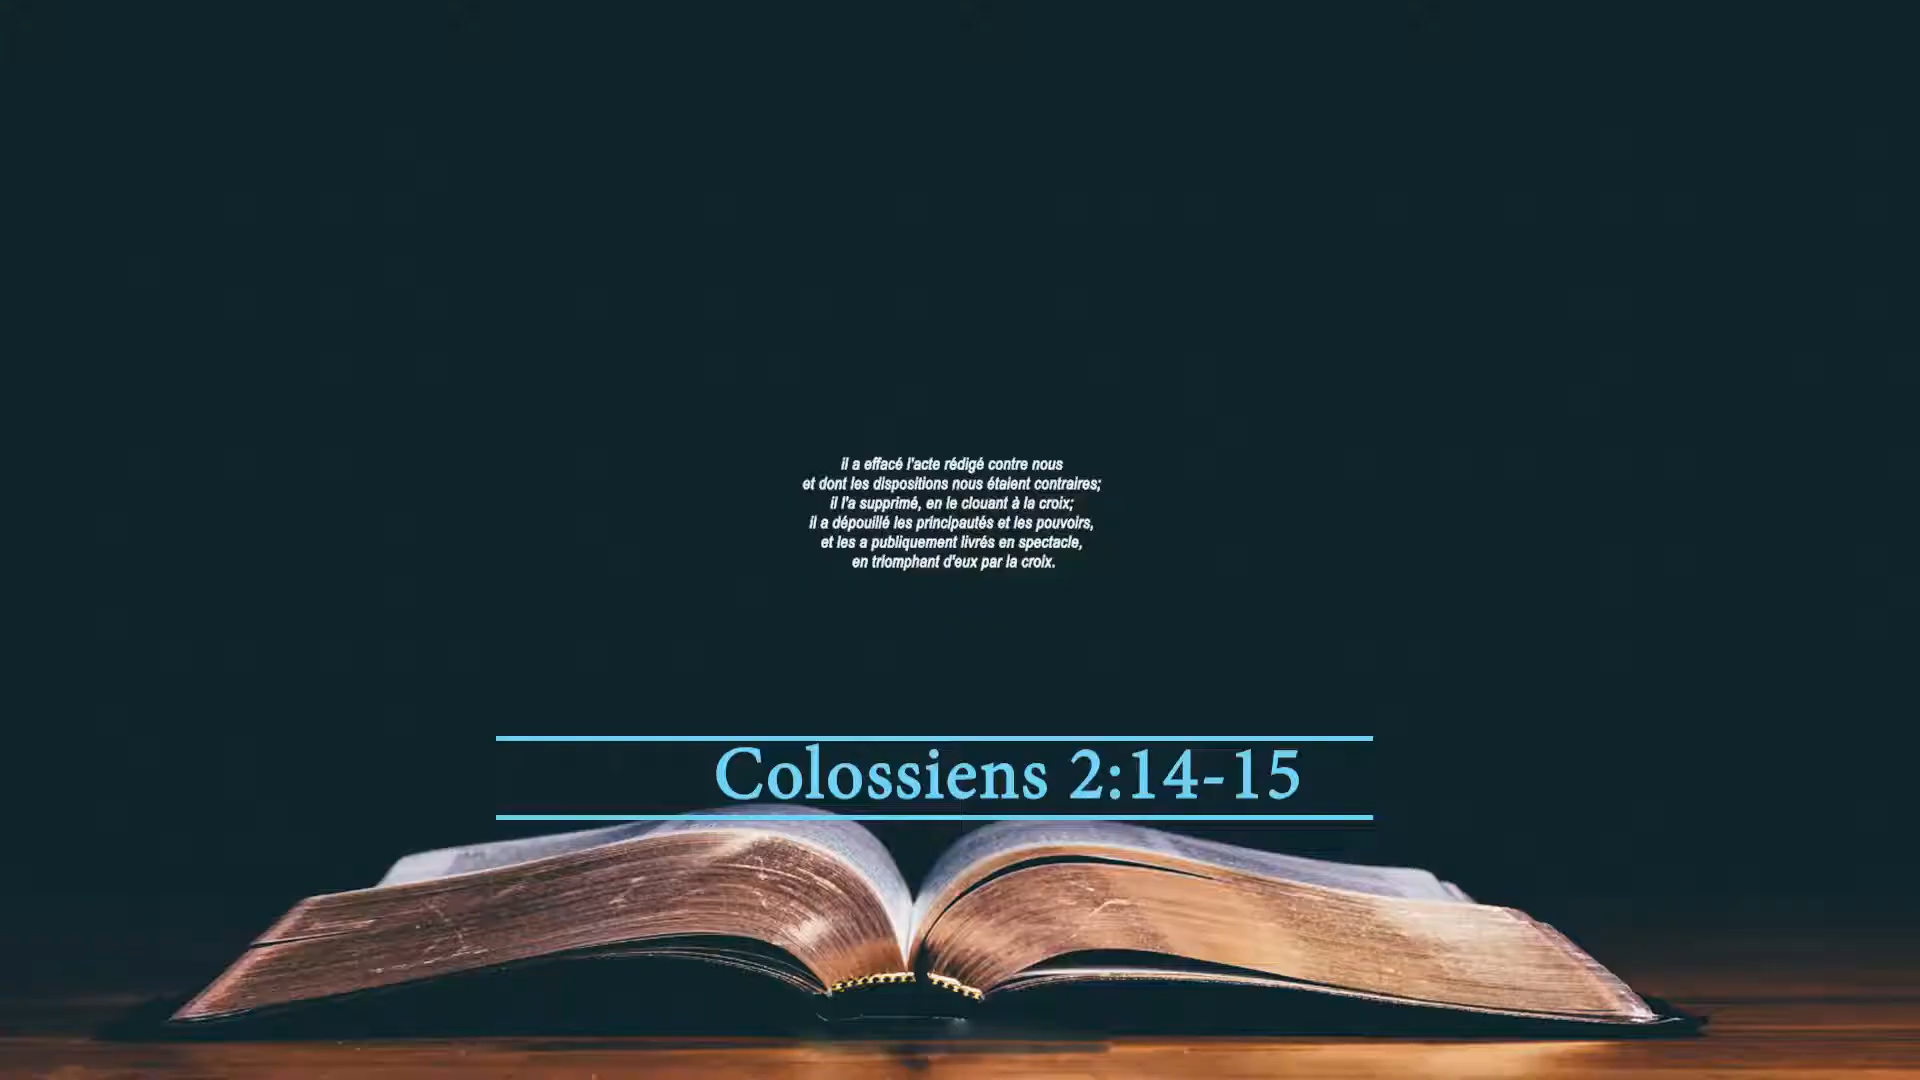 il a effacé l'acte rédigé contre nous
et dont les dispositions nous étaient contraires;
il l'a supprimé, en le clouant à la croix;
il a dépouillé les principautés et les pouvoirs,
et les a publiquement livrés en spectacle,
en triomphant d'eux par la croix.
Colossiens 2:14-15